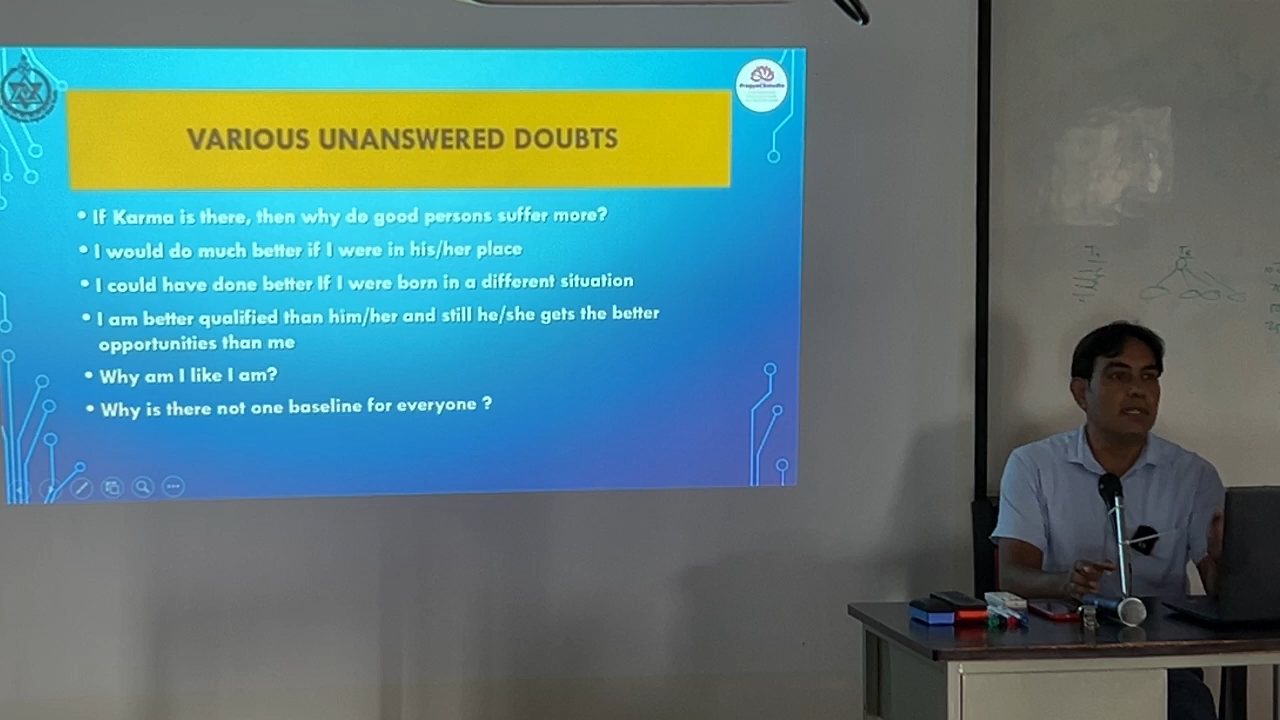 VARIOUS UNANSWERED DOUBTS
• If Karma is there, then why do good persons suffer more?
• I would do much better if I were in his/her place
• I could have done better If I were born in a different situation
• I am better qualified than him/her and still he/she gets the better
opportunities than me
• Why am I like I am?
• Why is there not one baseline for everyone ?